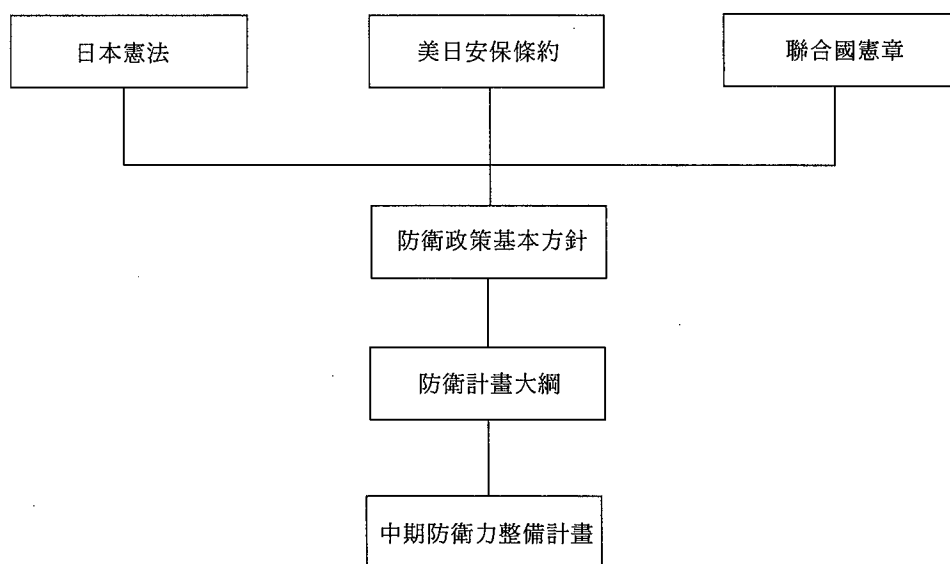 日本憲法
美日安保條約
聯合國憲章
防衛政策基本方針
防衛計畫大綱
中期防衛力整備計畫